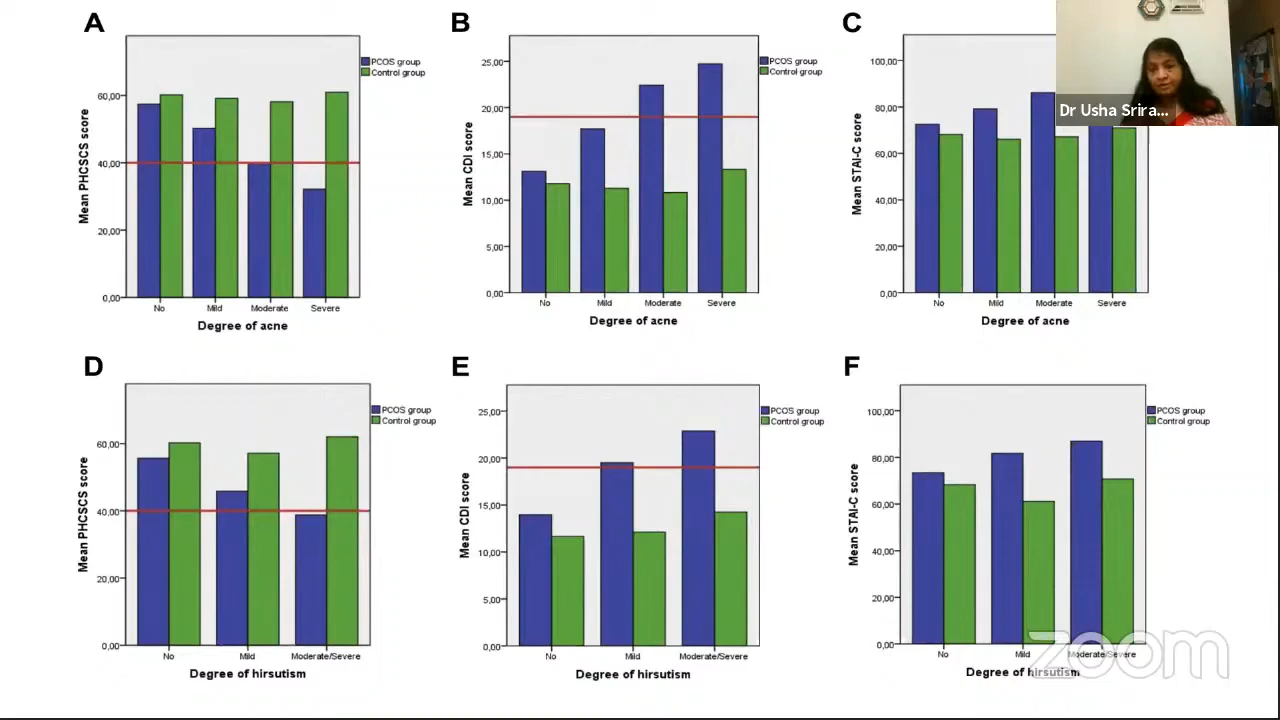 A
Mean PHCSCS score
60,00
40,00
20,00
0,00
No Mild Moderate Severe
Degree of acne
PCOS group
Control group
B
Mean CDI score
25,00
20,00
15,00
10,00
5,00
0,00
No Mild Moderate Severe
Degree of acne
PCOS group
Control group
C
Mean STAI-C score
100,00
80,00
60,00
40,00
20,00
0,00
No Mild Moderate Severe
Degree of acne
Dr Usha Srira...
D
Mean PHCSCS score
60,00
40,00
20,00
0,00
No Mild Moderate/Severe
Degree of hirsutism
PCOS group
Control group
E
Mean CDI score
25,00
20,00
15,00
10,00
5,00
0,00
No Mild Moderate/Severe
Degree of hirsutism
PCOS group
Control group
F
Mean STAI-C score
100,00
80,00
60,00
40,00
20,00
0,00
No Mild Moderate/Severe
Degree of hirsutism
PCOS group
Control group
zoom